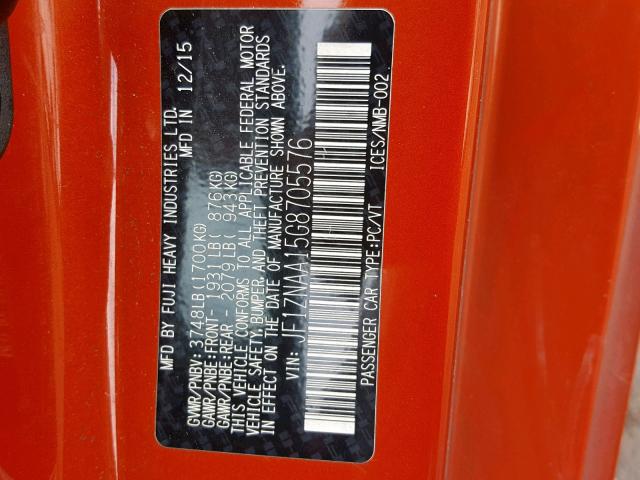 MFD BY FUJI HEAVY INDUSTRIES LTD.
MFD IN 12/15
GVWR/PNBV: 3748LB(1700KG)
GAWR/PNBE:FRONT- 1931LB( 876KG)
GAWR/PNBE:REAR - 2079LB( 943KG)
THIS VEHICLE CONFORMS TO ALL APPLICABLE FEDERAL MOTOR
VEHICLE SAFETY,BUMPER, AND THEFT PREVENTION STANDARDS
IN EFFECT ON THE DATE OF MANUFACTURE SHOWN ABOVE.
VIN: JF1ZNAA15G8705576
PASSENGER CAR TYPE:PC/VT ICES/NMB-002